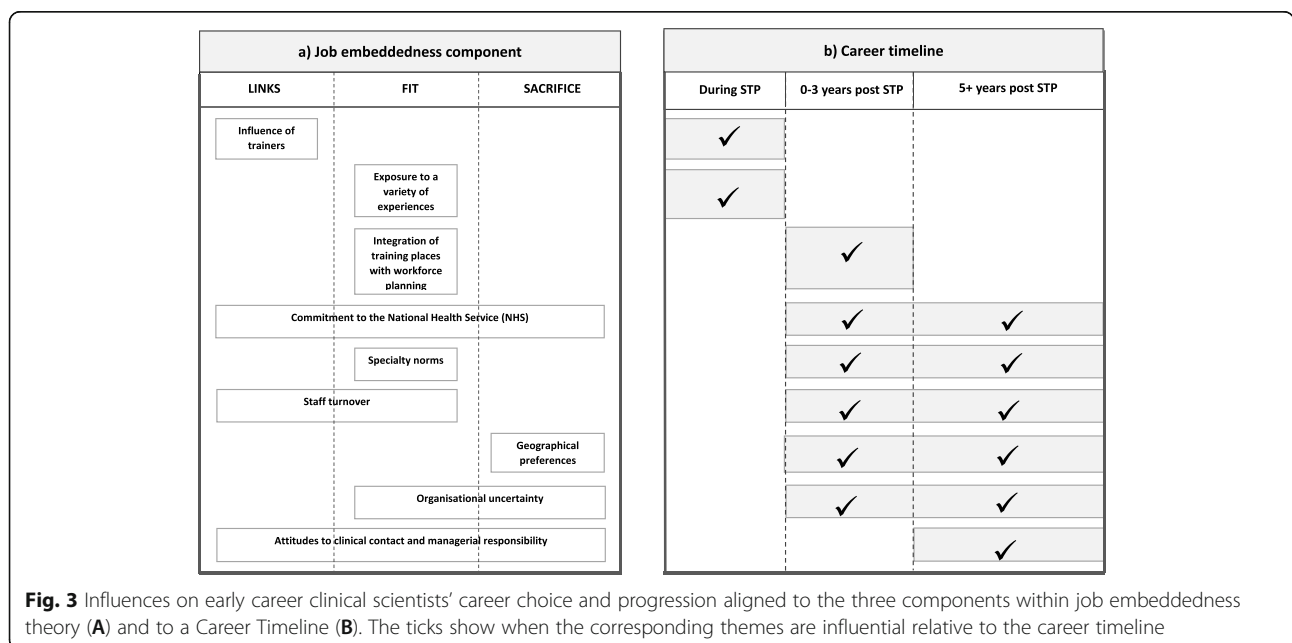 a) Job embeddedness component
LINKS FIT SACRIFICE
Influence of
trainers
Exposure to a
variety of
experiences
Integration of
training places
with workforce
planning
Commitment to the National Health Service (NHS)
Specialty norms
Staff turnover
Geographical
preferences
Organisational uncertainty
Attitudes to clinical contact and managerial responsibility
b) Career timeline
During STP 0-3 years post STP 5+ years post STP
✓
✓
✓
✓ ✓
✓ ✓
✓ ✓
✓ ✓
✓ ✓
✓
Fig. 3 Influences on early career clinical scientists' career choice and progression aligned to the three components within job embeddedness
theory (A) and to a Career Timeline (B). The ticks show when the corresponding themes are influential relative to the career timeline